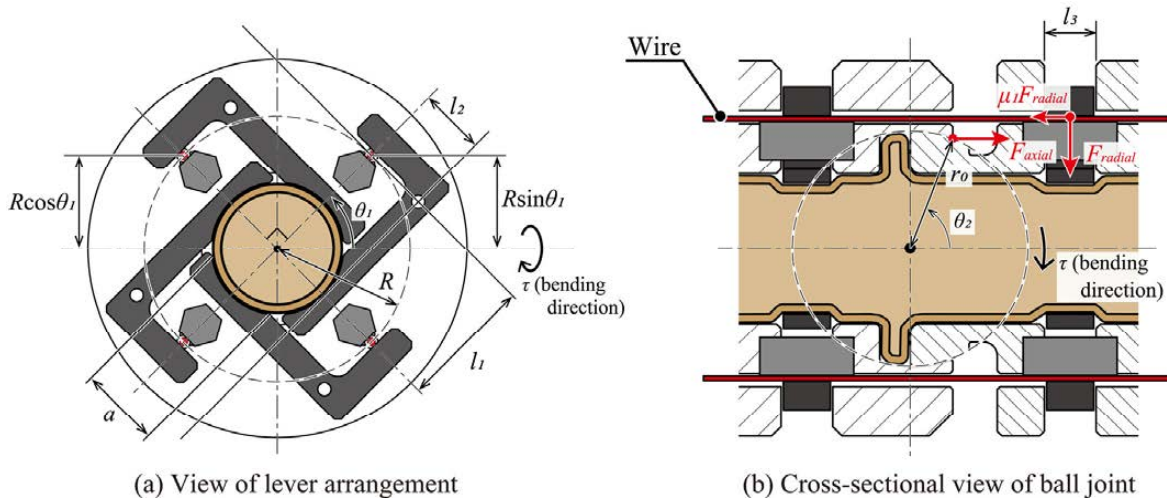 l₂
Rcosθ₁
θ₁
Rsinθ₁
R
τ (bending
direction)
a
l₁
(a) View of lever arrangement
Wire
l₃
μ₁Fradial
Faxial
Fradial
r₀
θ₂
τ (bending
direction)
(b) Cross-sectional view of ball joint